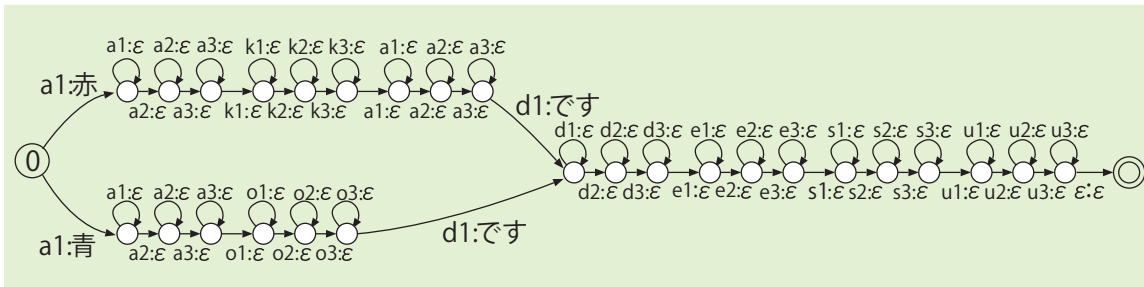 a1:ε a2:ε a3:ε k1:ε k2:ε k3:ε a1:ε a2:ε a3:ε
a1:赤
a2:ε a3:ε k1:ε k2:ε k3:ε a1:ε a2:ε a3:ε
d1:です
d1:ε d2:ε d3:ε e1:ε e2:ε e3:ε s1:ε s2:ε s3:ε u1:ε u2:ε u3:ε
0
d2:ε d3:ε e1:ε e2:ε e3:ε s1:ε s2:ε s3:ε u1:ε u2:ε u3:ε ε:ε
a1:ε a2:ε a3:ε o1:ε o2:ε o3:ε
a1:青
a2:ε a3:ε o1:ε o2:ε o3:ε
d1:です